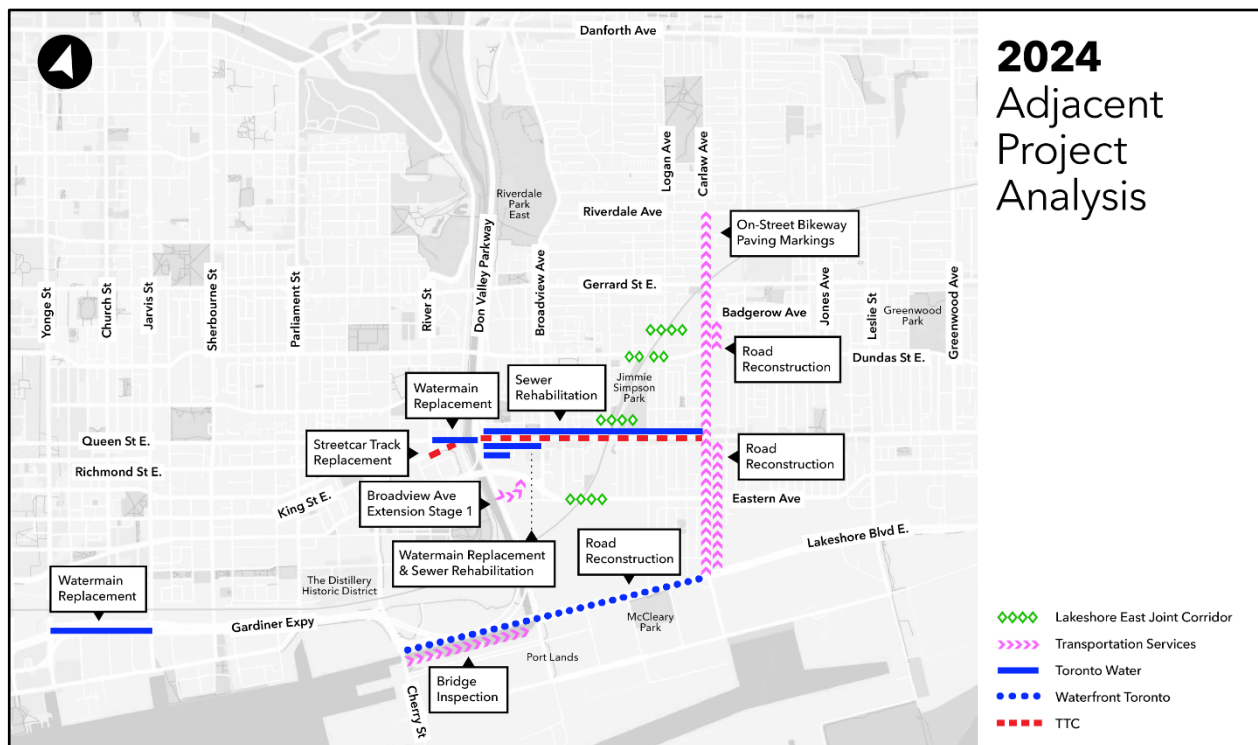 2024
Adjacent
Project
Analysis
Danforth Ave
Logan Ave
Carlaw Ave
Riverdale
Park
East
Riverdale Ave
On-Street Bikeway
Paving Markings
Don Valley Parkway
Broadview Ave
Gerrard St E.
Yonge St
Church St
Jarvis St
Sherbourne St
Parliament St
River St
Badgerow Ave
Jones Ave
Leslie St
Greenwood
Park
Greenwood Ave
Road
Reconstruction
Dundas St E.
Watermain
Replacement
Sewer
Rehabilitation
Jimmie
Simpson
Park
Queen St E.
Streetcar Track
Replacement
Richmond St E.
Road
Reconstruction
King St E.
Broadview Ave
Extension Stage 1
Eastern Ave
Watermain Replacement
& Sewer Rehabilitation
Road
Reconstruction
Lakeshore Blvd E.
Watermain
Replacement
The Distillery
Historic District
Gardiner Expy
McCleary
Park
Port Lands
Bridge
Inspection
Cherry St
Lakeshore East Joint Corridor
Transportation Services
Toronto Water
Waterfront Toronto
TTC